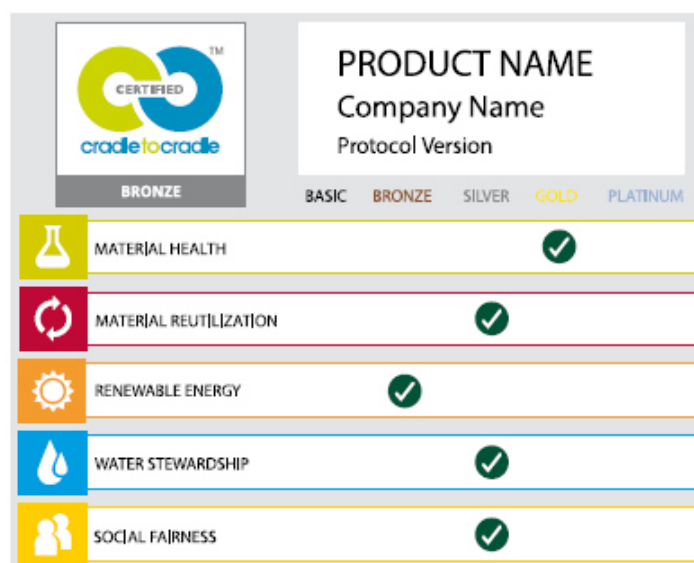 TM
CERTIFIED
cradletocradle
BRONZE
PRODUCT NAME
Company Name
Protocol Version
BASIC BRONZE SILVER GOLD PLATINUM
MATERIAL HEALTH
MATERIAL REUTILIZATION
RENEWABLE ENERGY
WATER STEWARDSHIP
SOCIAL FAIRNESS